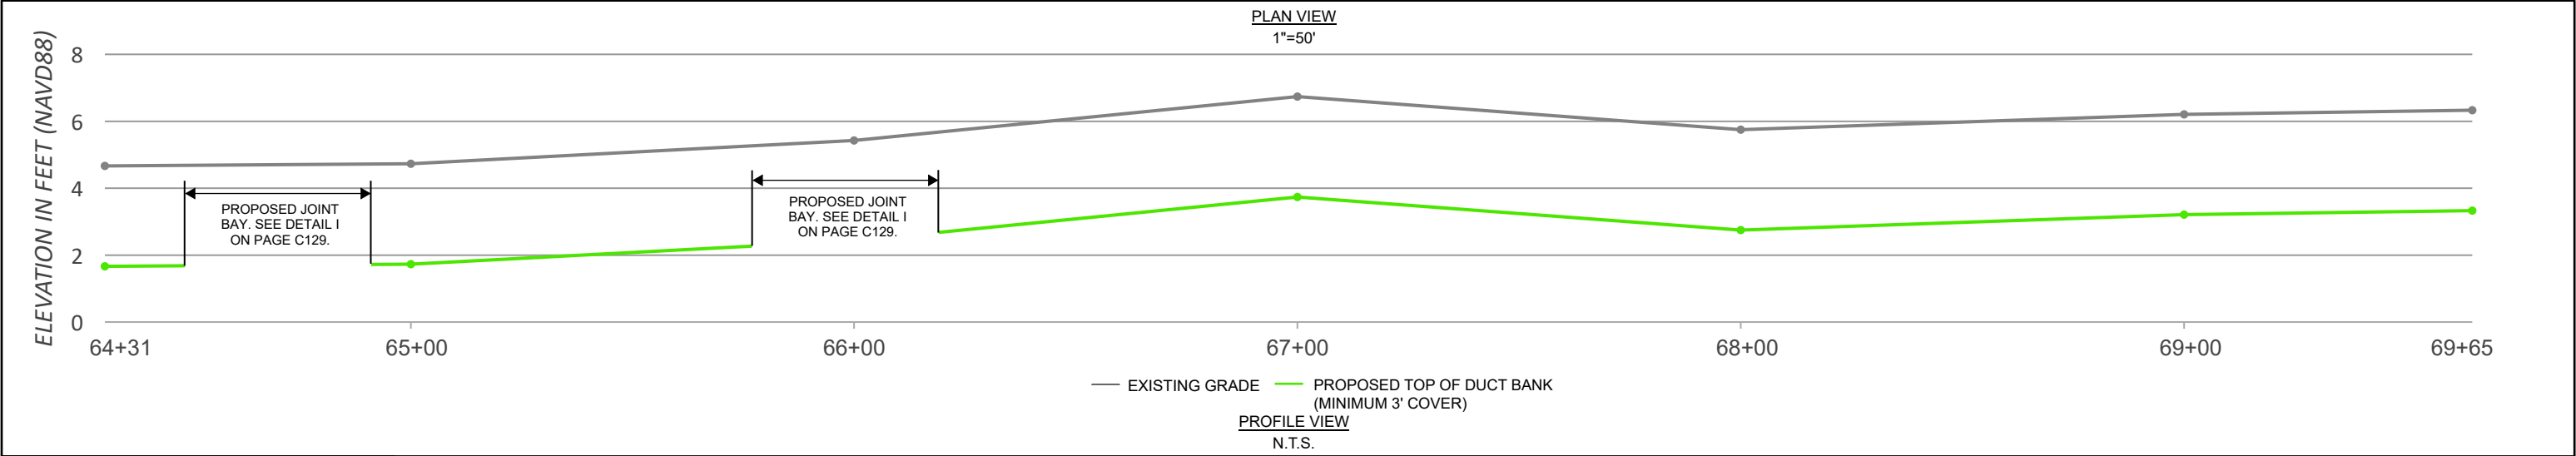 PLAN VIEW
1"=50'
ELEVATION IN FEET (NAVD88)
8
6
4
2
0
PROPOSED JOINT
BAY. SEE DETAIL I
ON PAGE C129.
PROPOSED JOINT
BAY. SEE DETAIL I
ON PAGE C129.
64+31 65+00 66+00 67+00 68+00 69+00 69+65
EXISTING GRADE PROPOSED TOP OF DUCT BANK
(MINIMUM 3' COVER)
PROFILE VIEW
N.T.S.